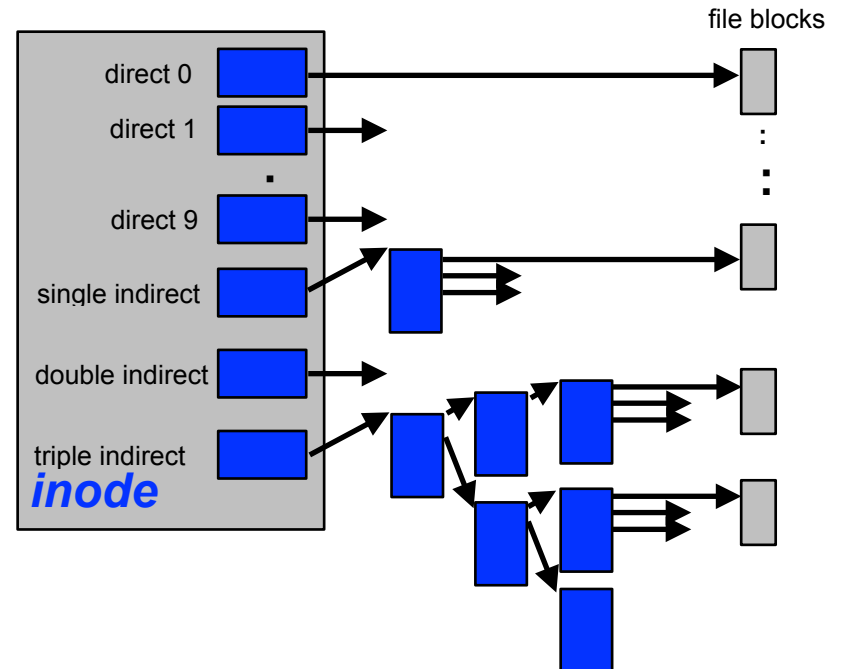 file blocks
direct 0
direct 1
direct 9
single indirect
double indirect
triple indirect
inode